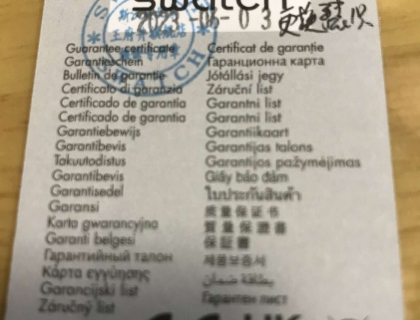 swatch
2023-06-03
Guarantee certificate
Garantieschein
Bulletin de garantie
Certificato di garanzia
Certificado de garantia
Certificado de garantia
Garantiebewijs
Garantibevis
Takuutodistus
Garantibevis
Garantisedel
Garansi
Karta gwarancyjna
Garanti belgesi
Гарантийный талон
Κάρτα εγγύησης
Garancijski list
Záručný list
Certificat de garantie
Гаранционна карта
Jótállási jegy
Záruční list
Garantni list
Garantni list
Garantiikaart
Garantijas talons
Garantijos pažymėjimas
Giấy bảo đảm
ใบประกันสินค้า
质量保证书
質量保證書
保証書
제품보증서
بطاقة ضمان
Гарантен лист